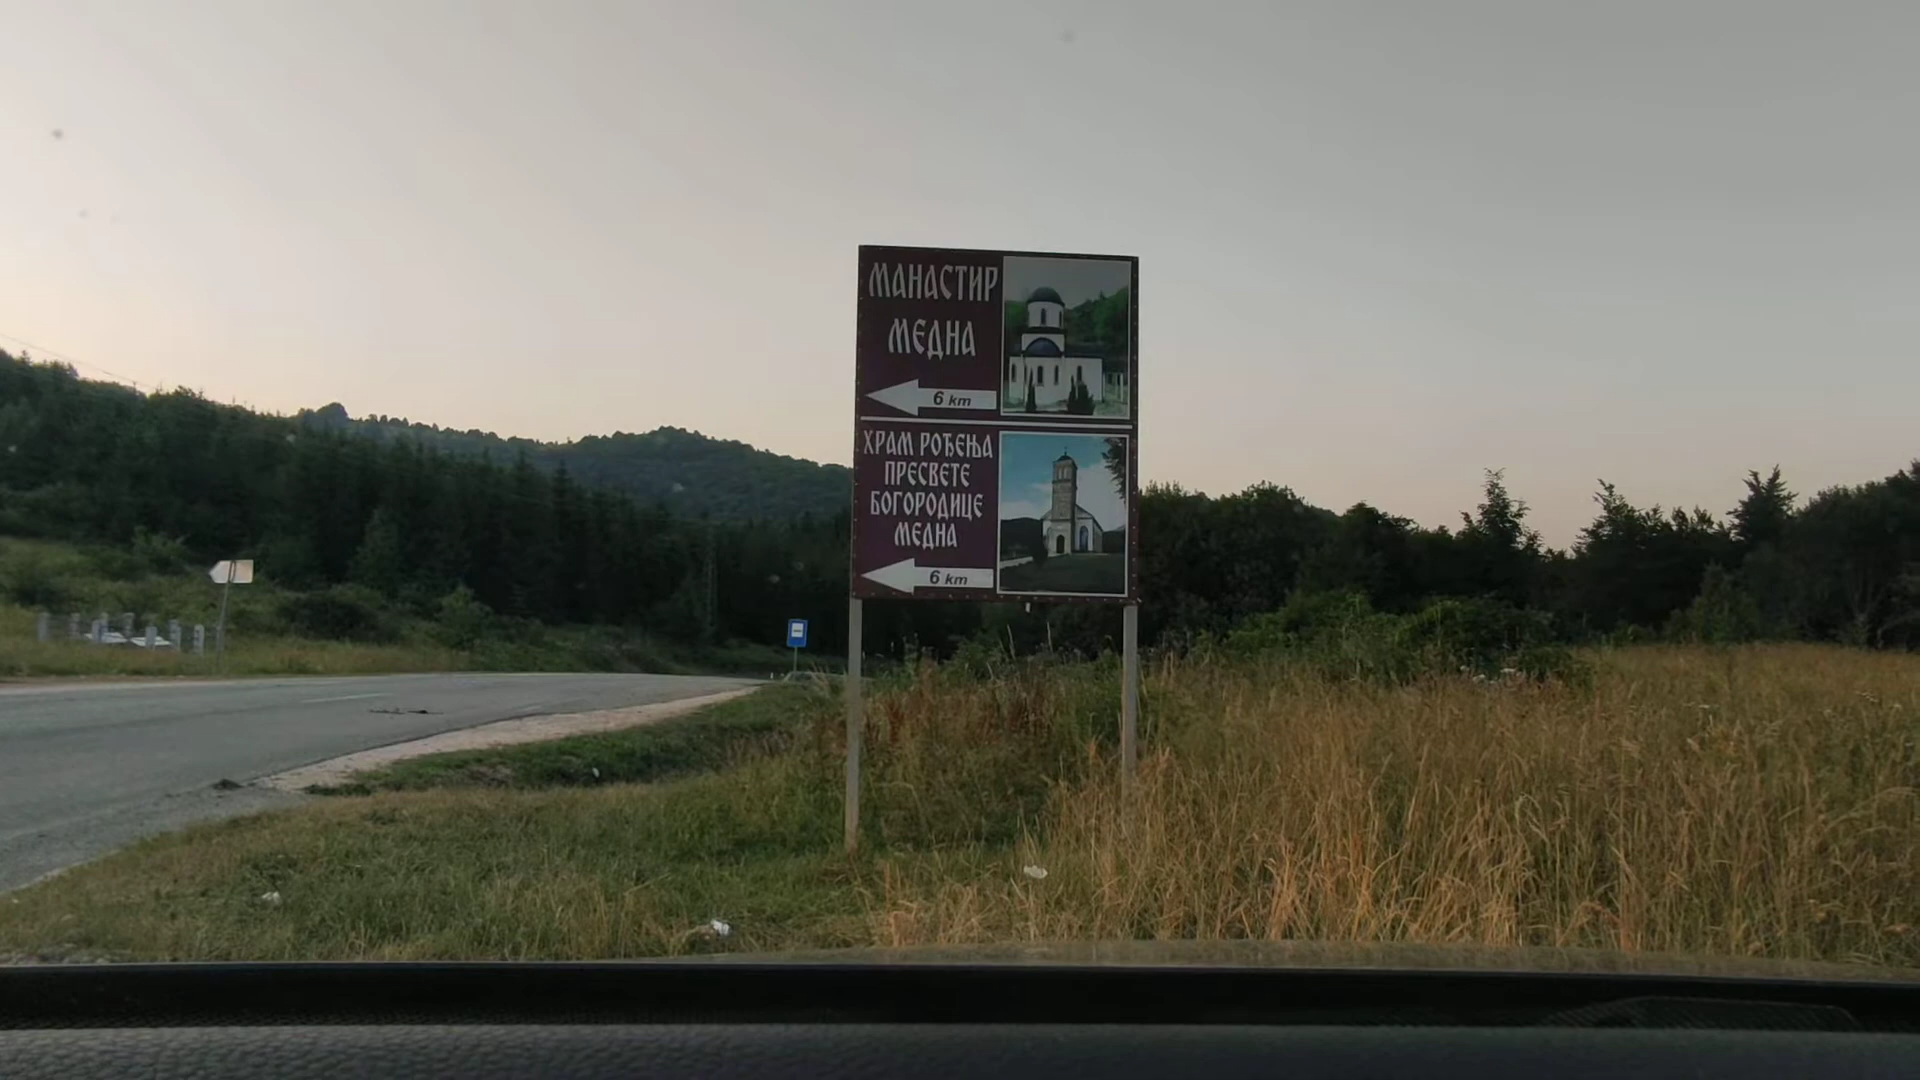 МАНАСТИР
МЕДНА
6 km
ХРАМ РОЂЕЊА
ПРЕСВЕТЕ
БОГОРОДИЦЕ
МЕДНА
6 km